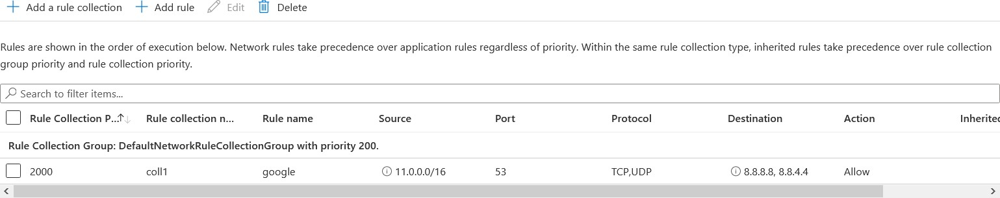 Add a rule collection Add rule Edit Delete
Rules are shown in the order of execution below. Network rules take precedence over application rules regardless of priority. Within the same rule collection type, inherited rules take precedence over rule collection
group priority and rule collection priority.
Search to filter items...
Rule Collection P...↑↓ Rule collection n... Rule name Source Port Protocol Destination Action Inherited
Rule Collection Group: DefaultNetworkRuleCollectionGroup with priority 200.
2000 coll1 google 11.0.0.0/16 53 TCP,UDP 8.8.8.8, 8.8.4.4 Allow